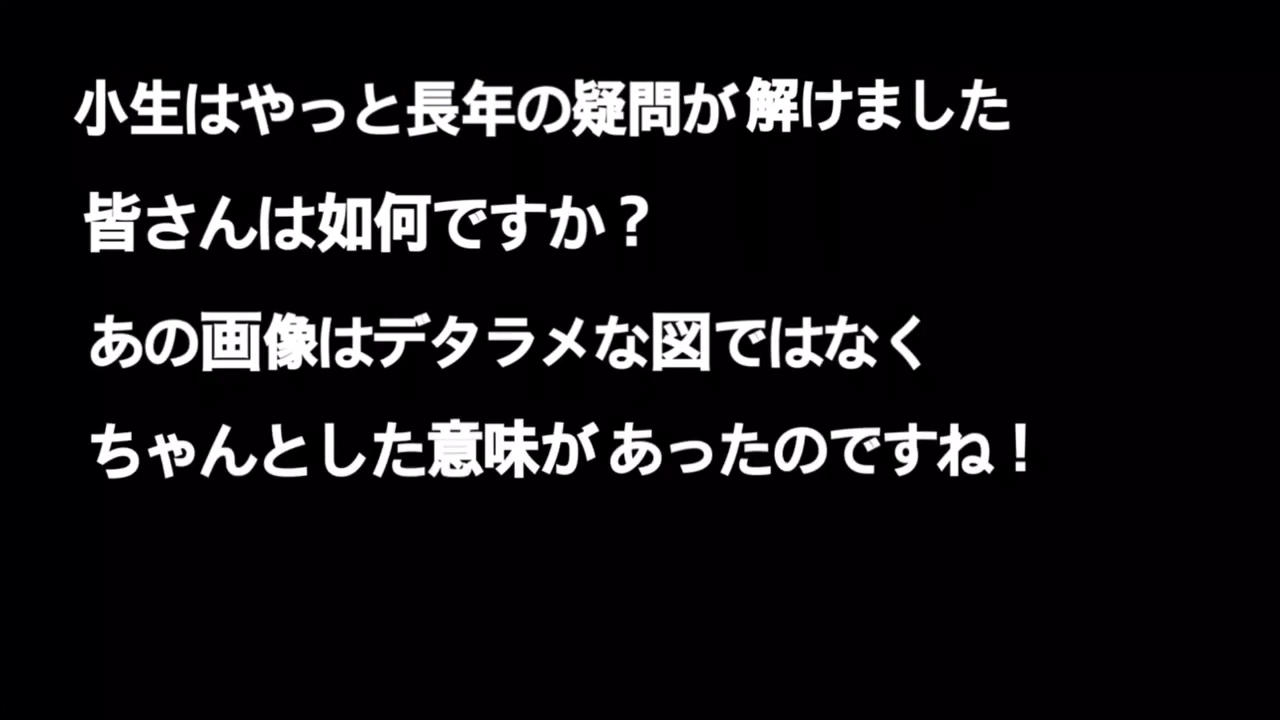 小生はやっと長年の疑問が解けました
皆さんは如何ですか？
あの画像はデタラメな図ではなく
ちゃんとした意味があったのですね！